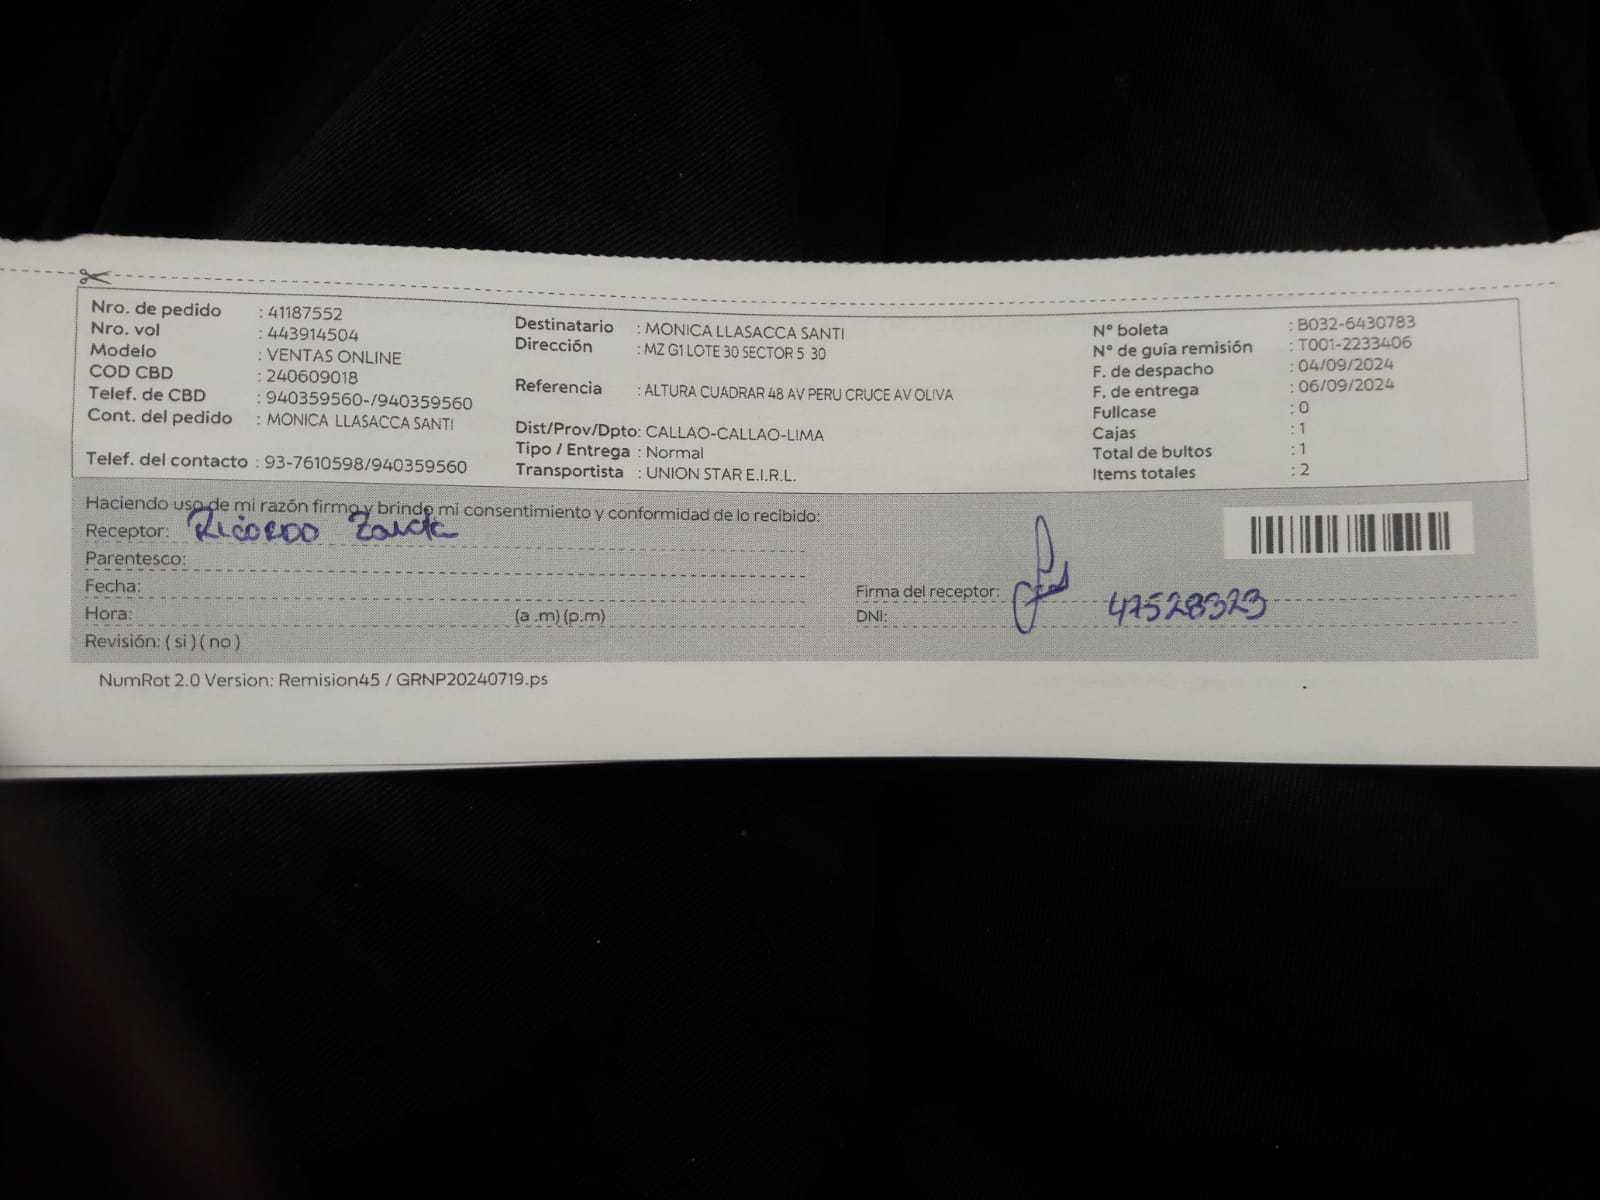 Nro. de pedido : 41187552
Nro. vol : 443914504
Modelo : VENTAS ONLINE
COD CBD : 240609018
Telef. de CBD : 940359560-/940359560
Cont. del pedido : MONICA LLASACCA SANTI
Telef. del contacto : 93-7610598/940359560
Destinatario : MONICA LLASACCA SANTI
Dirección : MZ G1 LOTE 30 SECTOR 5 30
Referencia : ALTURA CUADRAR 48 AV PERU CRUCE AV OLIVA
Dist/Prov/Dpto: CALLAO-CALLAO-LIMA
Tipo / Entrega : Normal
Transportista : UNION STAR E.I.R.L.
N° boleta : B032-6430783
N° de guía remisión : T001-2233406
F. de despacho : 04/09/2024
F. de entrega : 06/09/2024
Fullcase : 0
Cajas : 1
Total de bultos : 1
Items totales : 2
Haciendo uso de mi razón firmo y brindo mi consentimiento y conformidad de lo recibido:
Receptor: Ricardo
Parentesco:
Fecha:
Hora: (a .m) (p.m)
Revisión: ( si ) ( no )
Firma del receptor:
DNI: 47528323
NumRot 2.0 Version: Remision45 / GRNP20240719.ps